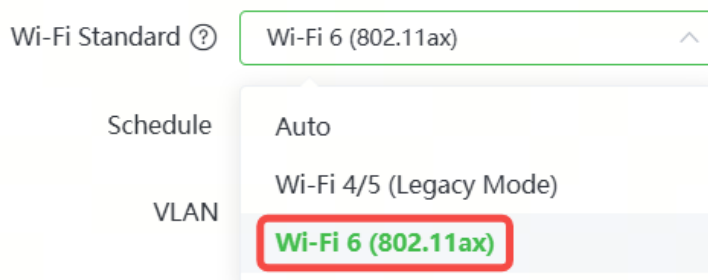 Wi-Fi Standard ? Wi-Fi 6 (802.11ax)
Schedule
Auto
Wi-Fi 4/5 (Legacy Mode)
VLAN
Wi-Fi 6 (802.11ax)